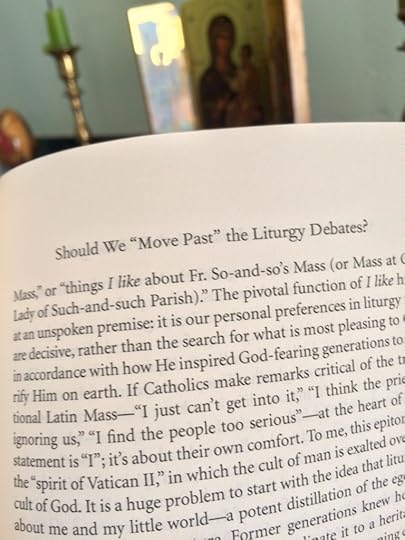 Should We “Move Past” the Liturgy Debates?
Mass,” or “things I like about Fr. So-and-so’s Mass (or Mass at
Lady of Such-and-such Parish).” The pivotal function of I like
at an unspoken premise: it is our personal preferences in liturgy
are decisive, rather than the search for what is most pleasing to
in accordance with how He inspired God-fearing generations to
rify Him on earth. If Catholics make remarks critical of the
tional Latin Mass—“I just can’t get into it,” “I think the
ignoring us,” “I find the people too serious”—at the heart of
statement is “I”; it’s about their own comfort. To me, this
the “spirit of Vatican II,” in which the cult of man is exalted
cult of God. It is a huge problem to start with the idea that
about me and my little world—a potent distillation of the
Former generations knew
it to a